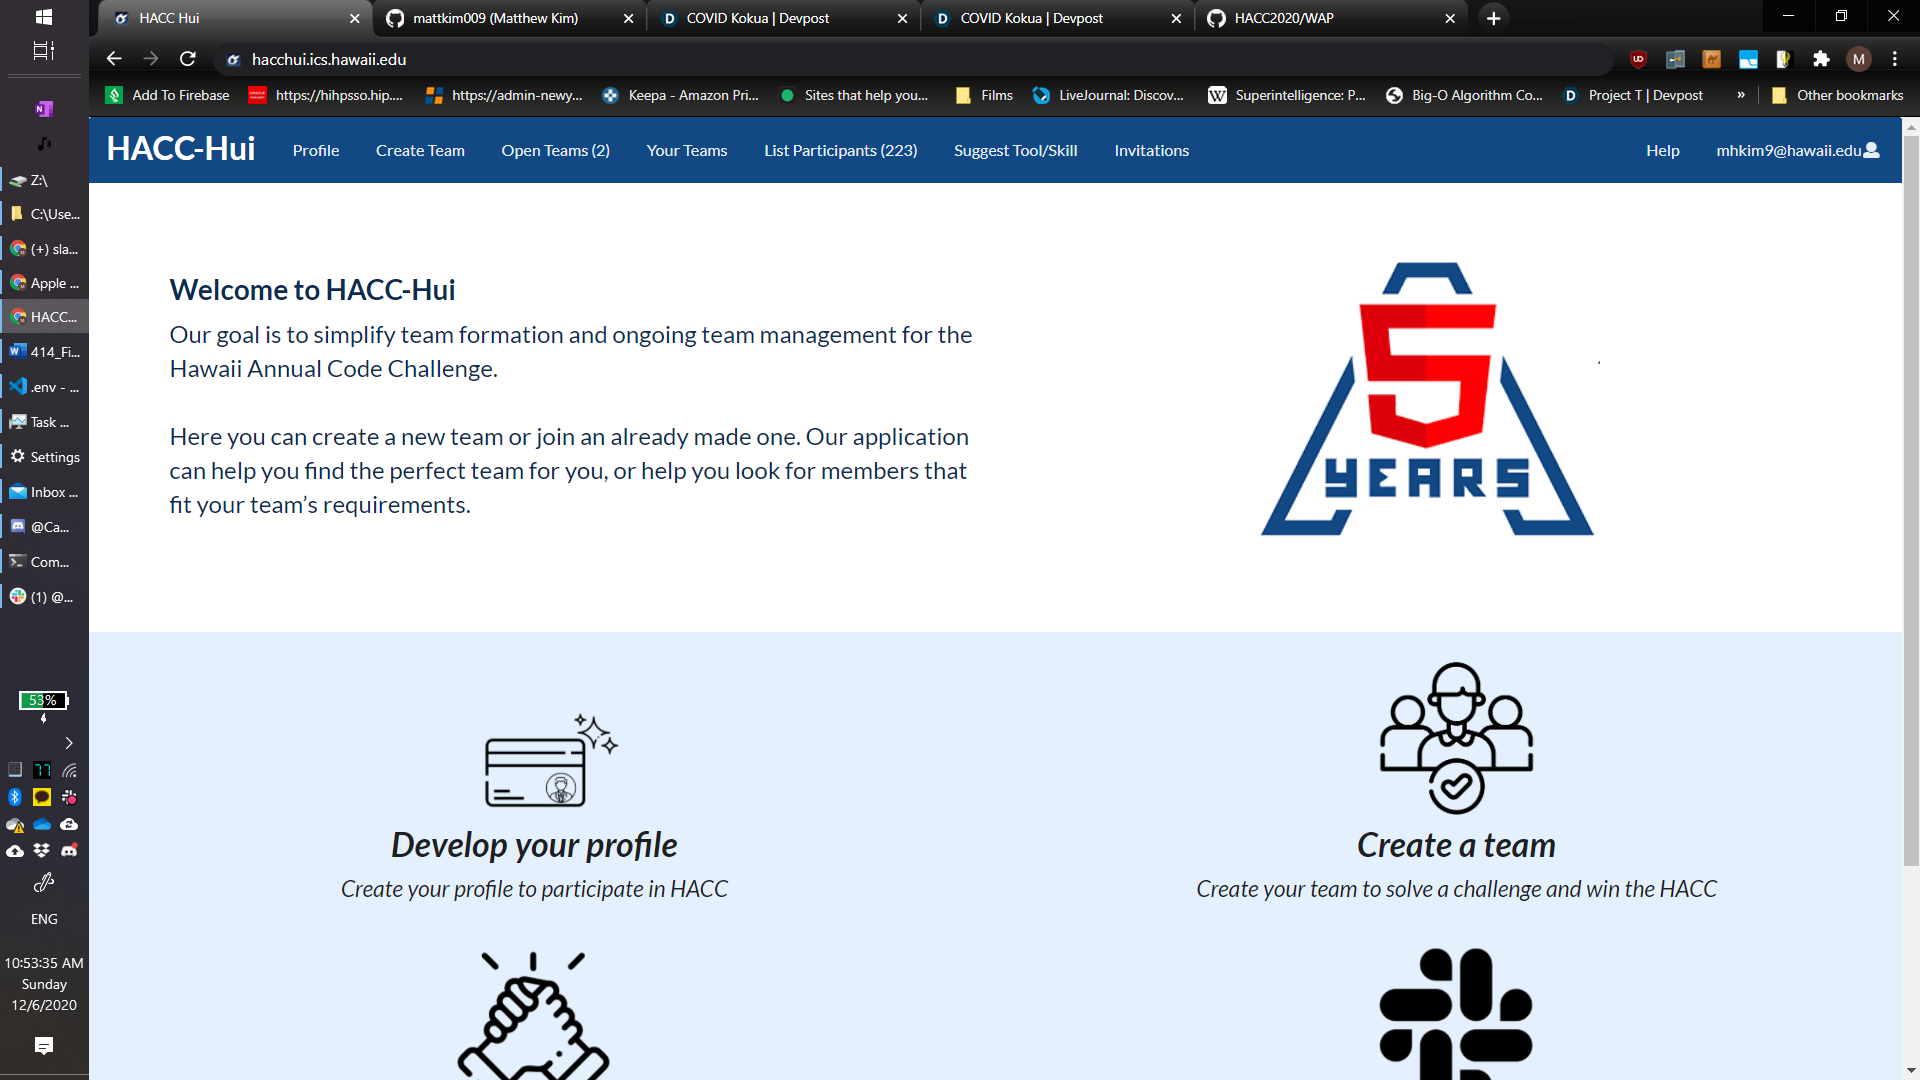 HACC Hui
mattkim009 (Matthew Kim)
COVID Kokua | Devpost
COVID Kokua | Devpost
HACC2020/WAP
hacchui.ics.hawaii.edu
M
Add To Firebase
https://hihpsso.hip....
https://admin-newy...
Keepa - Amazon Pri...
Sites that help you...
Films
LiveJournal: Discov...
Superintelligence: P...
Big-O Algorithm Co...
Project T | Devpost
»
Other bookmarks
Z:\
C:\Use...
(+) sla...
Apple ...
HACC...
414_Fi...
.env - ...
Task ...
Settings
Inbox ...
@Ca...
Com...
(1) @...
53%
77
ENG
10:53:35 AM
Sunday
12/6/2020
HACC-Hui
Profile
Create Team
Open Teams (2)
Your Teams
List Participants (223)
Suggest Tool/Skill
Invitations
Help
mhkim9@hawaii.edu
Welcome to HACC-Hui
Our goal is to simplify team formation and ongoing team management for the
Hawaii Annual Code Challenge.
Here you can create a new team or join an already made one. Our application
can help you find the perfect team for you, or help you look for members that
fit your team’s requirements.
5
YEARS
Develop your profile
Create your profile to participate in HACC
Create a team
Create your team to solve a challenge and win the HACC